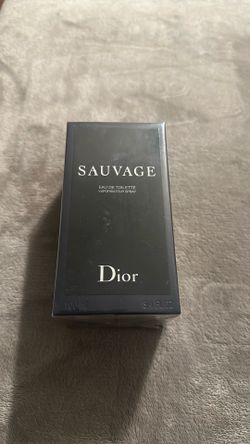 SAUVAGE
EAU DE TOILETTE
VAPORISATEUR SPRAY
Dior